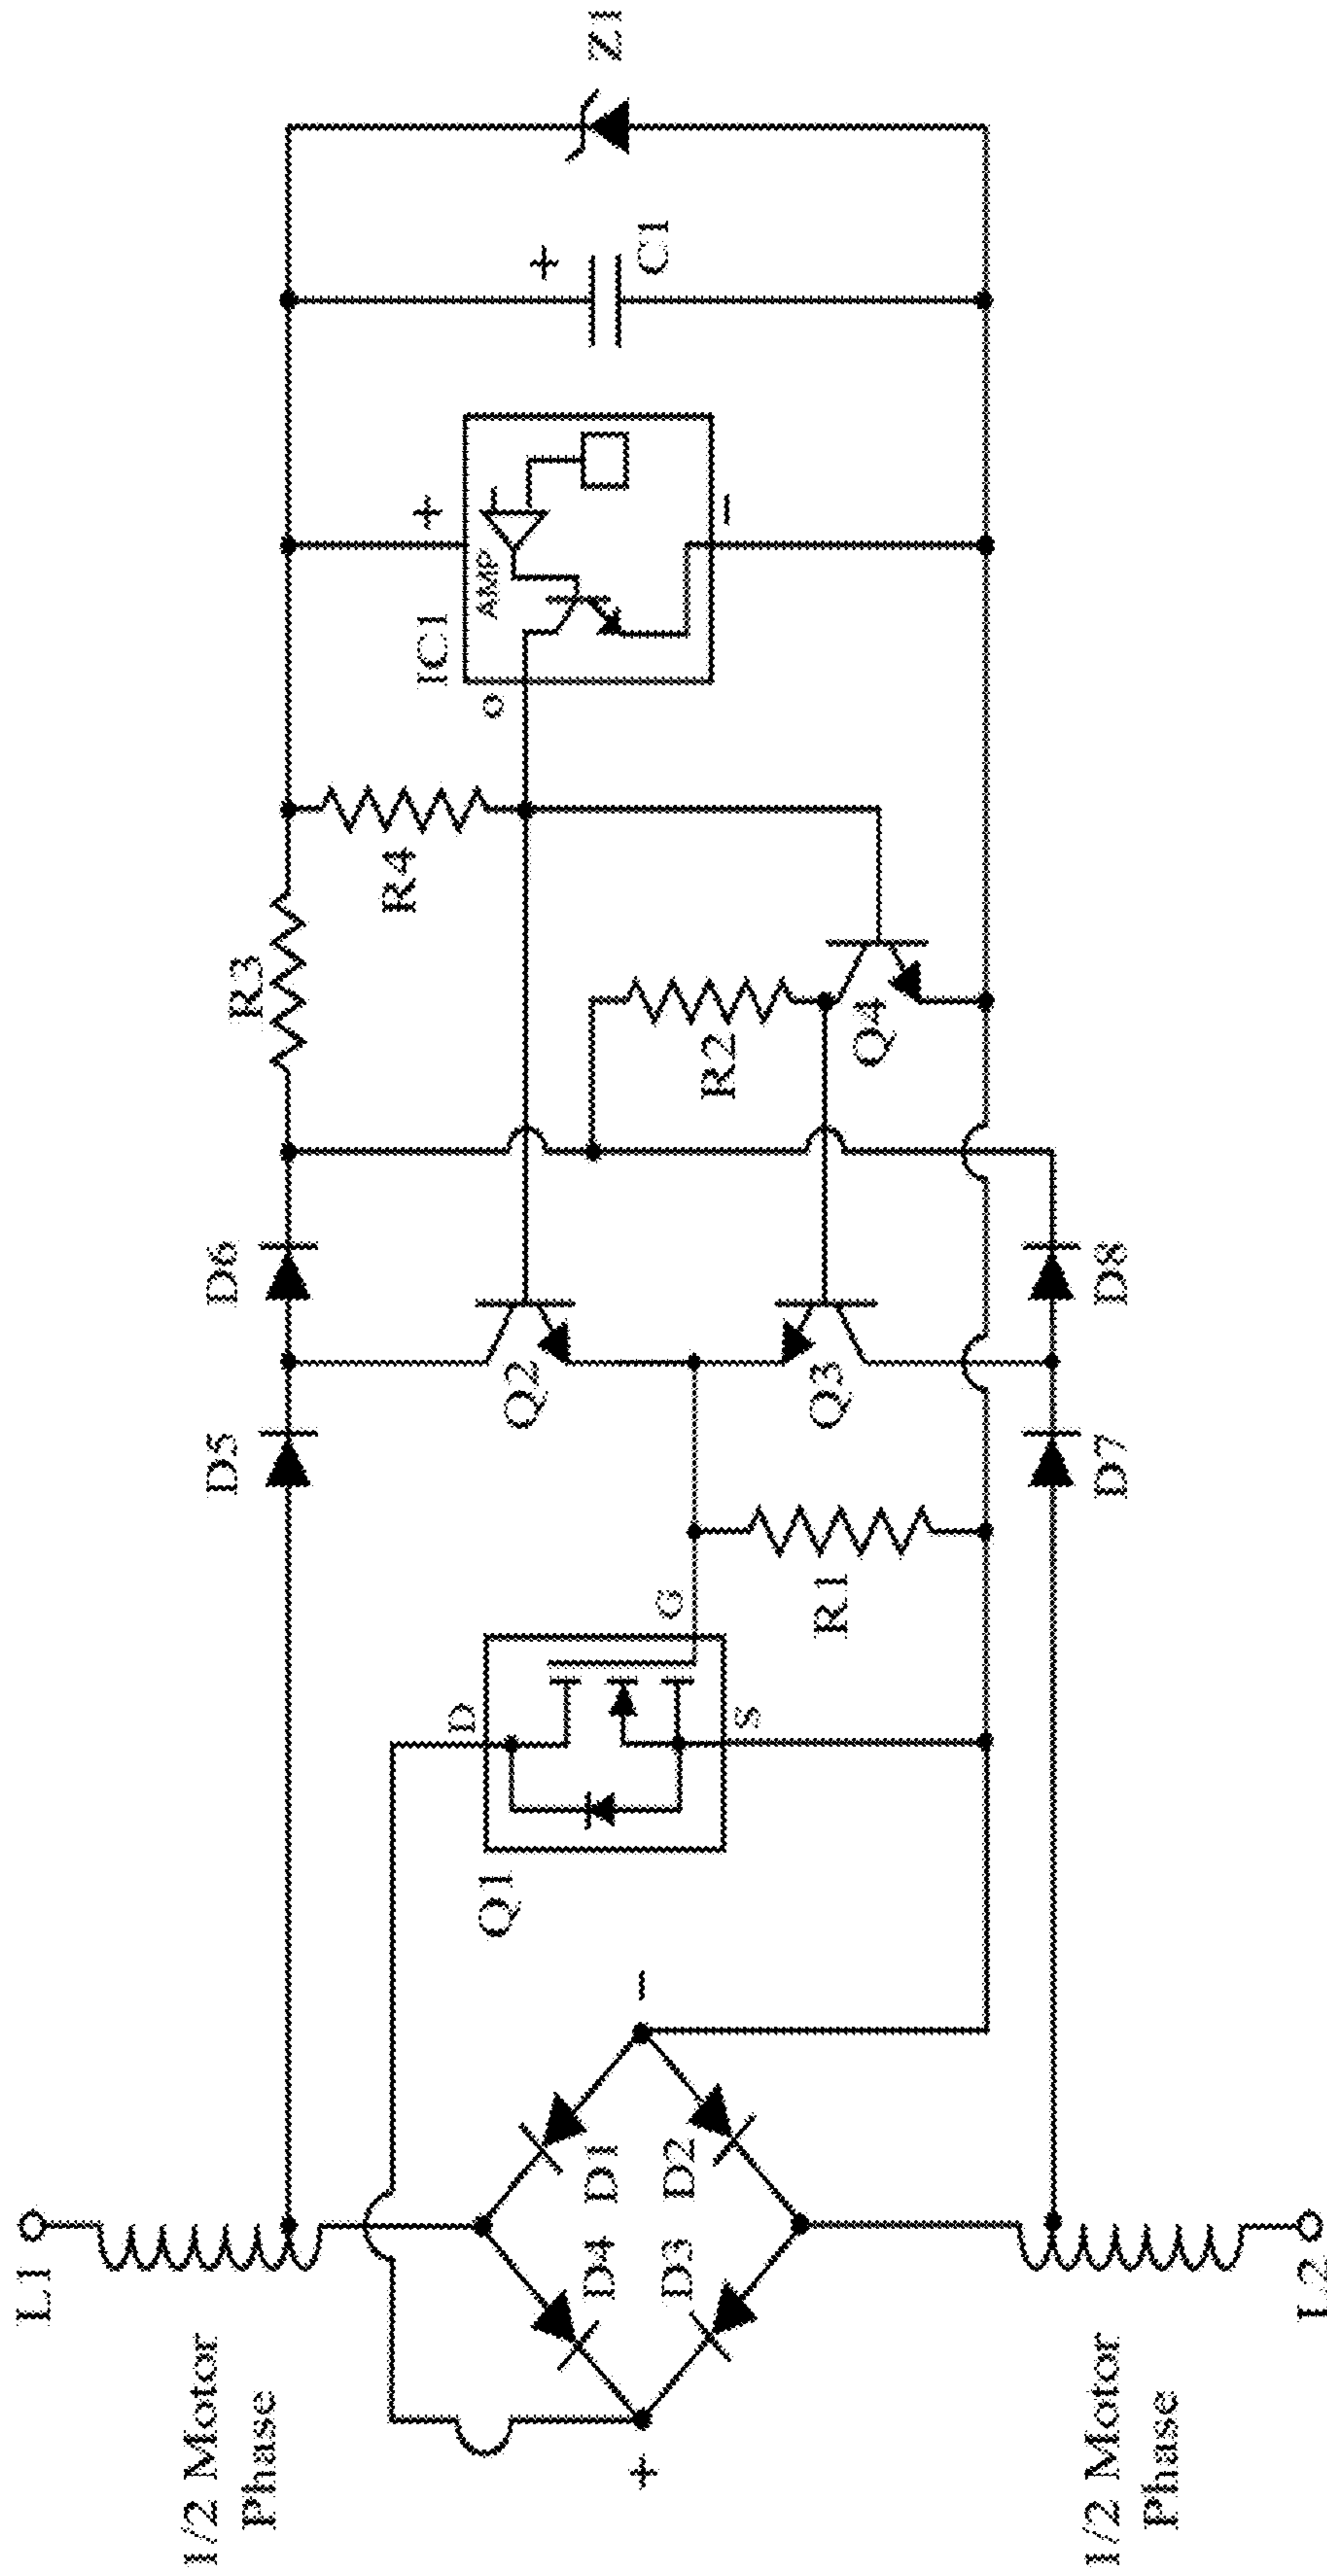 L1
1/2 Motor
Phase
D5
D6
R3
R4
IC1
+
AMP
O
−
+
C1
Z1
Q1
D
G
S
Q2
Q3
R2
Q4
R1
D4
D1
D3
D2
+
−
D7
D8
1/2 Motor
Phase
L2